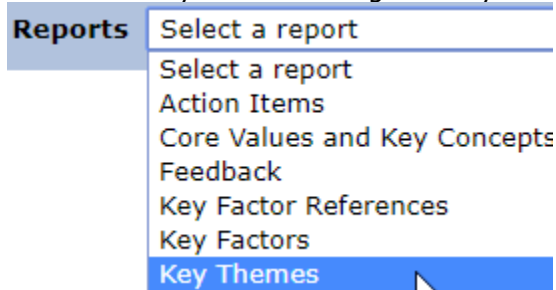 Reports Select a report
Select a report
Action Items
Core Values and Key Concepts
Feedback
Key Factor References
Key Factors
Key Themes